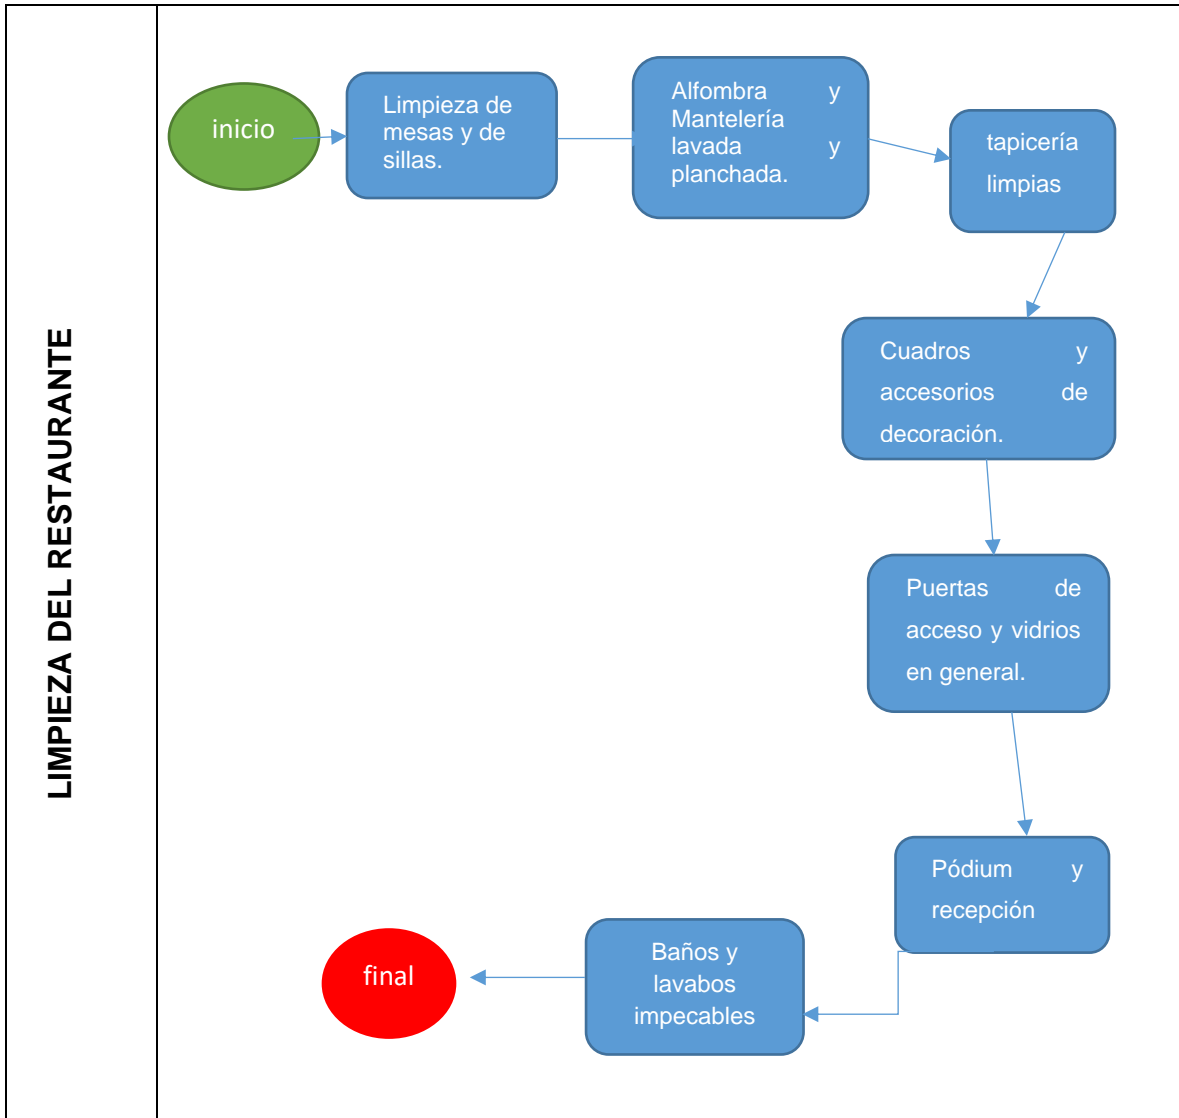 LIMPIEZA DEL RESTAURANTE
inicio
Limpieza de
mesas y de
sillas.
Alfombra y
Mantelería
lavada y
planchada.
tapicería
limpias
Cuadros y
accesorios de
decoración.
Puertas de
acceso y vidrios
en general.
Pódium y
recepción
Baños y
lavabos
impecables
final